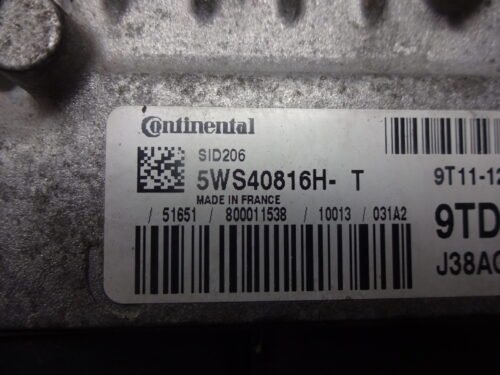 Continental
SID206
5WS40816H- T
MADE IN FRANCE
/ 51651 / 800011538 / 10013 / 031A2
9T11-12
9TD
J38AC